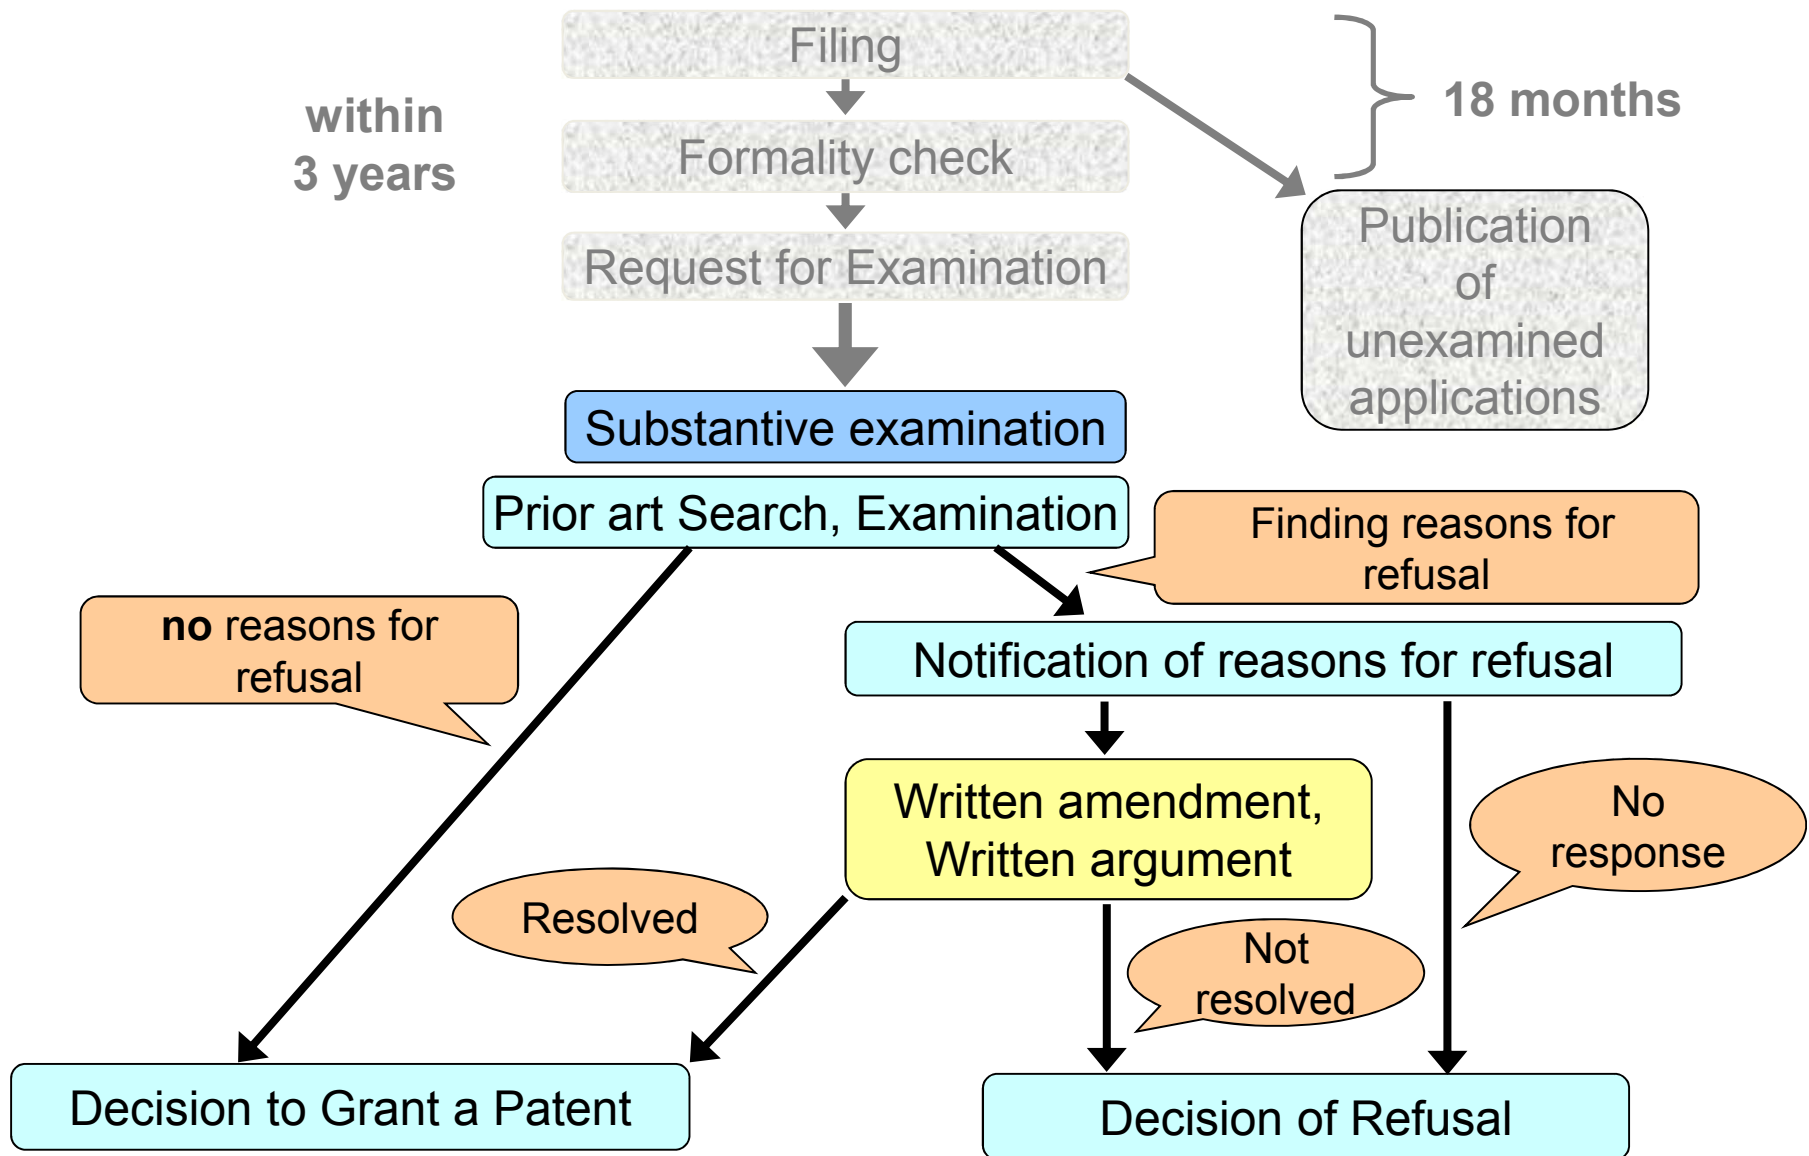 Filing
18 months
within
3 years
Formality check
Request for Examination
Publication
of
unexamined
applications
Substantive examination
Prior art Search, Examination
Finding reasons for
refusal
no reasons for
refusal
Notification of reasons for refusal
Written amendment,
Written argument
No
response
Resolved
Not
resolved
Decision to Grant a Patent
Decision of Refusal